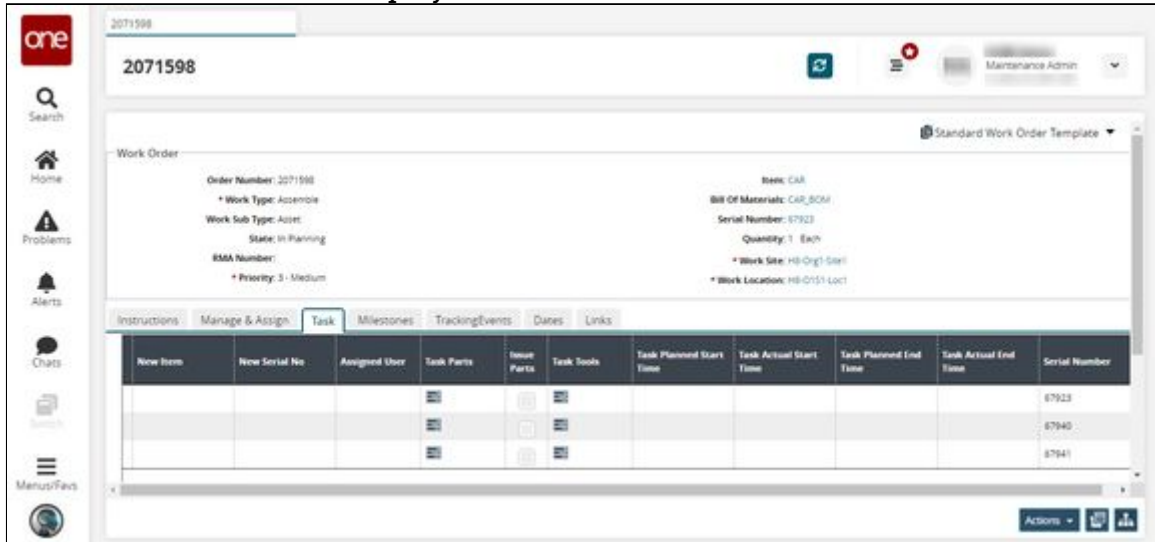 one
2071598
2071598
Maintenance Admin
Search
Home
Problems
Alerts
Chats
Menus/Favs
Standard Work Order Template
Work Order
Order Number: 2071598
* Work Type: Assemble
Work Sub Type: Asset
State: In Planning
RMA Number:
* Priority: 3 - Medium
Item: CAR
Bill Of Materials: CAR_BOM
Serial Number: 67923
Quantity: 1 Each
* Work Site: H8-Org1-Site1
* Work Location:
Instructions Manage & Assign Task Milestones TrackingEvents Dates Links
New Item New Serial No Assigned User Task Parts Issue Parts Task Tools Task Planned Start Time Task Actual Start Time Task Planned End Time Task Actual End Time Serial Number
67923
67940
67941
Actions